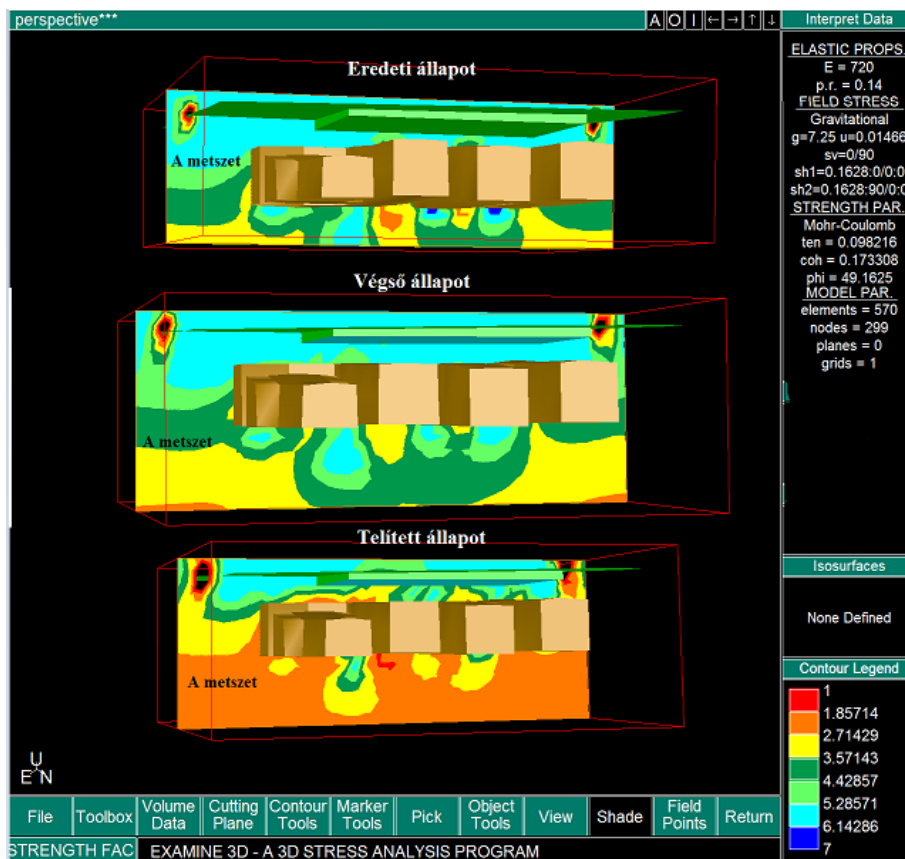 perspective***
A O I ← → ↑ ↓
Interpret Data
Eredeti állapot
A metszet
Végső állapot
A metszet
Telített állapot
A metszet
U
E N
ELASTIC PROPS.
E = 720
p.r. = 0.14
FIELD STRESS
Gravitational
g=7.25 u=0.01466
sv=0/90
sh1=0.1628:0/0:0
sh2=0.1628:90/0:0
STRENGTH PAR.
Mohr-Coulomb
ten = 0.098216
coh = 0.173308
phi = 49.1625
MODEL PAR.
elements = 570
nodes = 299
planes = 0
grids = 1
Isosurfaces
None Defined
Contour Legend
1
1.85714
2.71429
3.57143
4.42857
5.28571
6.14286
7
File Toolbox Volume Data Cutting Plane Contour Tools Marker Tools Pick Object Tools View Shade Field Points Return
STRENGTH FAC EXAMINE 3D - A 3D STRESS ANALYSIS PROGRAM